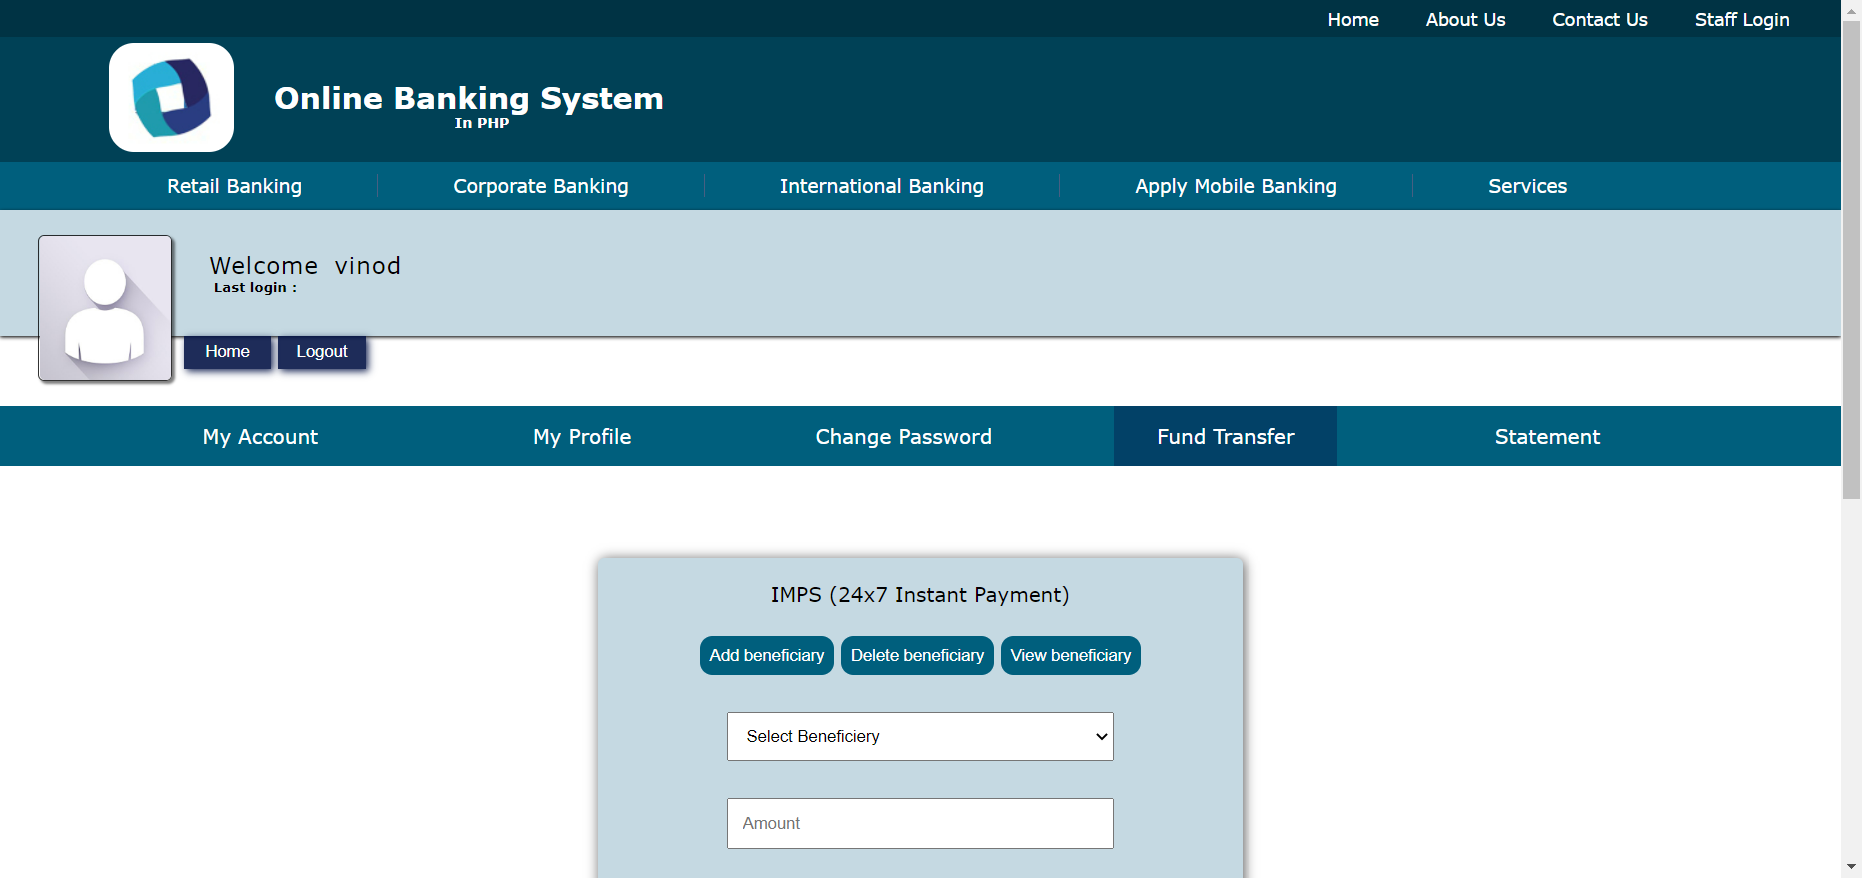 Home About Us Contact Us Staff Login
Online Banking System
In PHP
Retail Banking Corporate Banking International Banking Apply Mobile Banking Services
Welcome vinod
Last login :
Home Logout
My Account My Profile Change Password Fund Transfer Statement
IMPS (24x7 Instant Payment)
Add beneficiary Delete beneficiary View beneficiary
Select Beneficiery
Amount